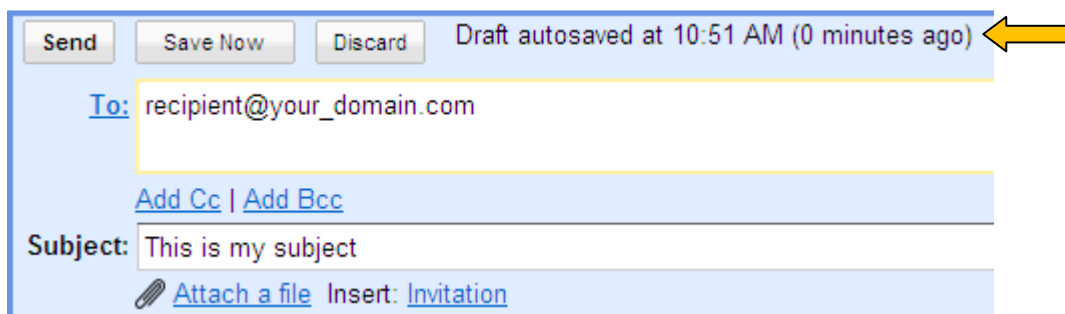 Send Save Now Discard Draft autosaved at 10:51 AM (0 minutes ago)
To: recipient@your_domain.com
Add Cc | Add Bcc
Subject: This is my subject
Attach a file Insert: Invitation